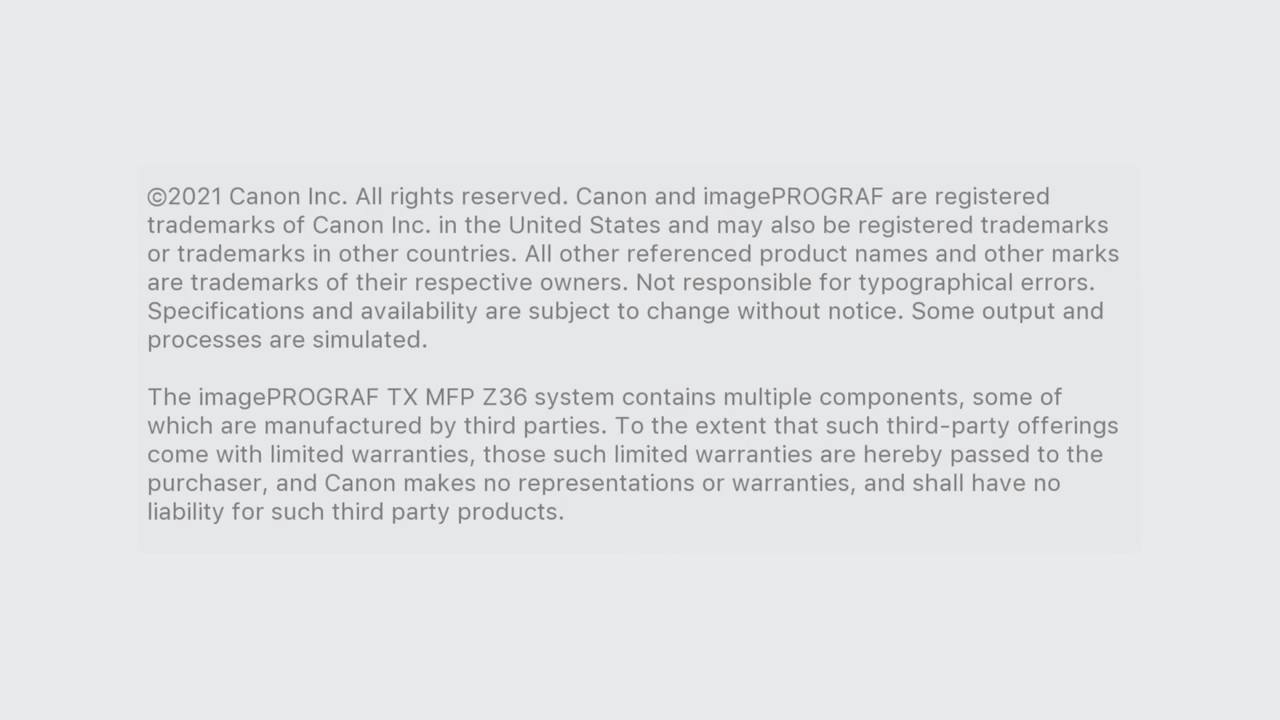 ©2021 Canon Inc. All rights reserved. Canon and imagePROGRAF are registered
trademarks of Canon Inc. in the United States and may also be registered trademarks
or trademarks in other countries. All other referenced product names and other marks
are trademarks of their respective owners. Not responsible for typographical errors.
Specifications and availability are subject to change without notice. Some output and
processes are simulated.
The imagePROGRAF TX MFP Z36 system contains multiple components, some of
which are manufactured by third parties. To the extent that such third-party offerings
come with limited warranties, those such limited warranties are hereby passed to the
purchaser, and Canon makes no representations or warranties, and shall have no
liability for such third party products.